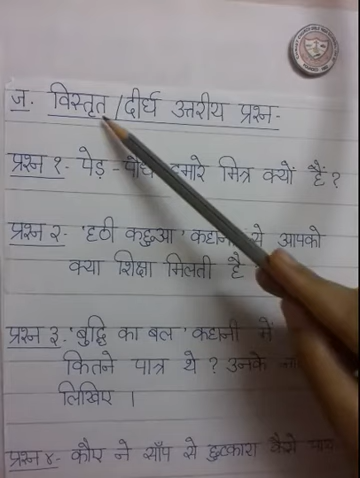 ज. विस्तृत/दीर्घ उत्तरीय प्रश्न-
प्रश्न १- पेड़-पौधे हमारे मित्र क्यों हैं?
प्रश्न २- 'हठी कछुआ' कहानी से आपको
क्या शिक्षा मिलती है
प्रश्न ३- 'बुद्धि का बल' कहानी में
कितने पात्र थे? उनके
लिखिए।
प्रश्न ४- कौए ने साँप से छुटकारा कैसे